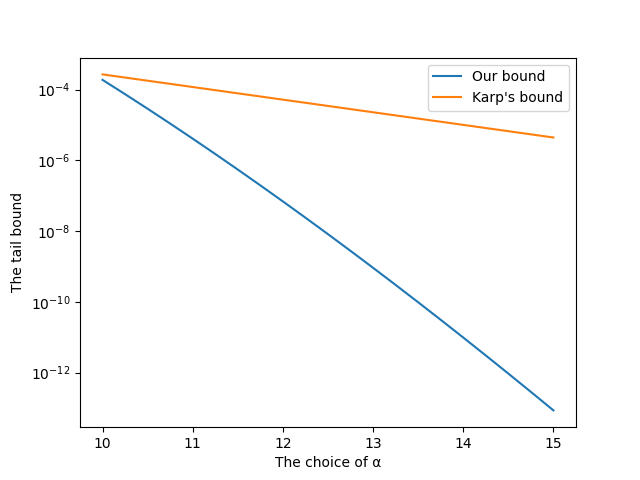 Our bound
Karp's bound
10⁻⁴
10⁻⁶
10⁻⁸
10⁻¹⁰
10⁻¹²
The tail bound
10 11 12 13 14 15
The choice of α